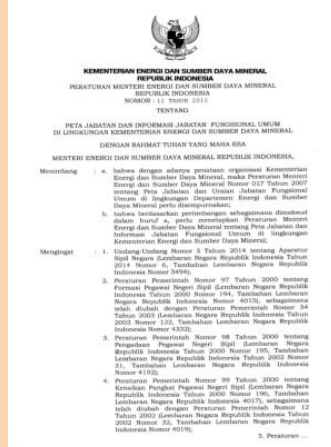 KEMENTERIAN ENERGI DAN SUMBER DAYA MINERAL
REPUBLIK INDONESIA
PERATURAN MENTERI ENERGI DAN SUMBER DAYA MINERAL
REPUBLIK INDONESIA
NOMOR : 11 TAHUN 2015
TENTANG
PETA JABATAN DAN INFORMASI JABATAN FUNGSIONAL UMUM
DI LINGKUNGAN KEMENTERIAN ENERGI DAN SUMBER DAYA MINERAL
DENGAN RAHMAT TUHAN YANG MAHA ESA
MENTERI ENERGI DAN SUMBER DAYA MINERAL REPUBLIK INDONESIA,
Menimbang : a. bahwa dengan adanya penataan organisasi Kementerian
Energi dan Sumber Daya Mineral, maka Peraturan Menteri
Energi dan Sumber Daya Mineral Nomor 017 Tahun 2007
tentang Peta Jabatan dan Uraian Jabatan Fungsional
Umum di lingkungan Departemen Energi dan Sumber
Daya Mineral perlu disempurnakan;
b. bahwa berdasarkan pertimbangan sebagaimana dimaksud
dalam huruf a, perlu menetapkan Peraturan Menteri
Energi dan Sumber Daya Mineral tentang Peta Jabatan dan
Informasi Jabatan Fungsional Umum di lingkungan
Kementerian Energi dan Sumber Daya Mineral;
Mengingat : 1. Undang-Undang Nomor 5 Tahun 2014 tentang Aparatur
Sipil Negara (Lembaran Negara Republik Indonesia Tahun
2014 Nomor 6, Tambahan Lembaran Negara Republik
Indonesia Nomor 5494);
2. Peraturan Pemerintah Nomor 97 Tahun 2000 tentang
Formasi Pegawai Negeri Sipil (Lembaran Negara Republik
Indonesia Tahun 2000 Nomor 194, Tambahan Lembaran
Negara Republik Indonesia Nomor 4015), sebagaimana
telah diubah dengan Peraturan Pemerintah Nomor 54
Tahun 2003 (Lembaran Negara Republik Indonesia Tahun
2003 Nomor 122, Tambahan Lembaran Negara Republik
Indonesia Nomor 4332);
3. Peraturan Pemerintah Nomor 98 Tahun 2000 tentang
Pengadaan Pegawai Negeri Sipil (Lembaran Negara
Republik Indonesia Tahun 2000 Nomor 195, Tambahan
Lembaran Negara Republik Indonesia Tahun 2002 Nomor
31, Tambahan Lembaran Negara Republik Indonesia
Nomor 4192);
4. Peraturan Pemerintah Nomor 99 Tahun 2000 tentang
Kenaikan Pangkat Pegawai Negeri Sipil (Lembaran Negara
Republik Indonesia Tahun 2000 Nomor 196, Tambahan
Lembaran Negara Republik Indonesia 4017), sebagaimana
telah diubah dengan Peraturan Pemerintah Nomor 12
Tahun 2002 (Lembaran Negara Republik Indonesia Tahun
2002 Nomor 32, Tambahan Lembaran Negara Republik
Indonesia Nomor 4019);
5. Peraturan ...